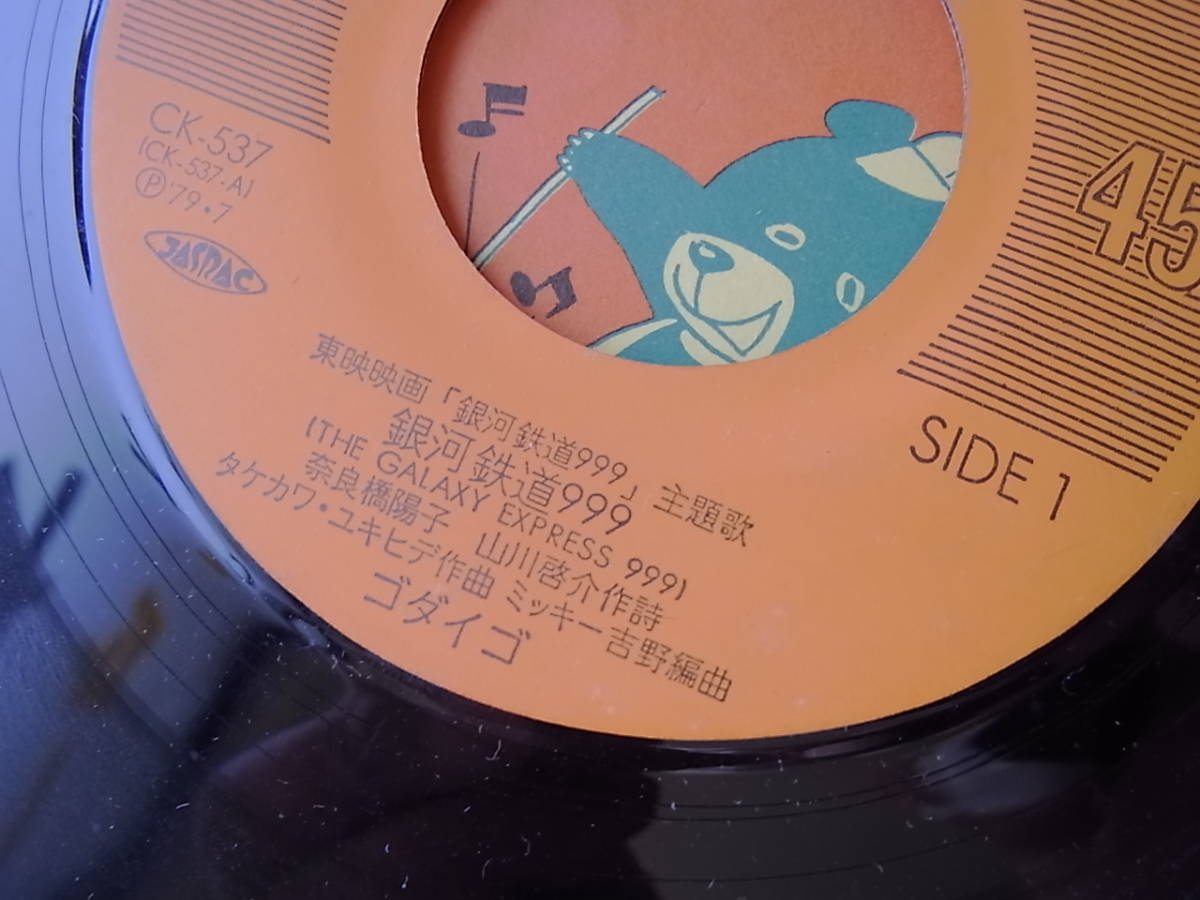 CK-537
(CK-537-A)
Ⓟ'79・7
JASRAC
45
SIDE 1
東映映画「銀河鉄道999」主題歌
銀河鉄道999
(THE GALAXY EXPRESS 999)
奈良橋陽子 山川啓介作詩
タケカワ・ユキヒデ作曲 ミッキー吉野編曲
ゴダイゴ